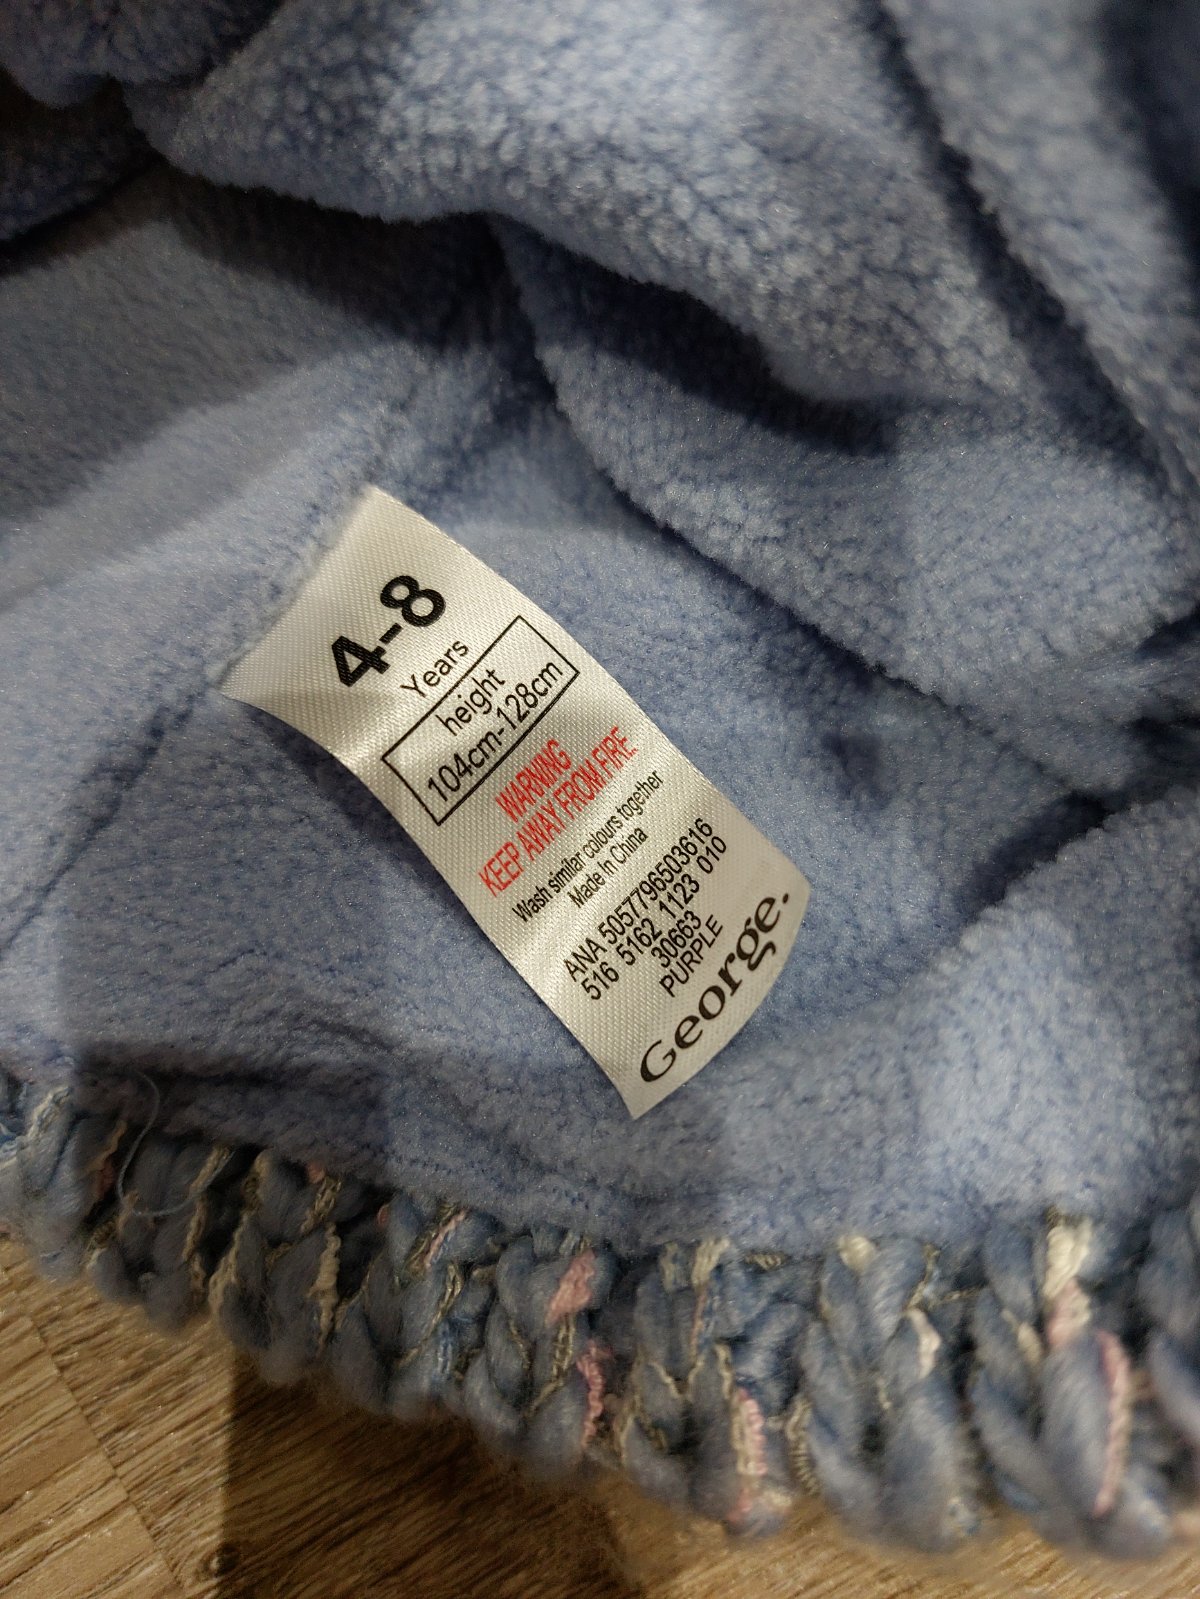 4-8
Years
height
104cm-128cm
WARNING
KEEP AWAY FROM FIRE
Wash similar colours together
Made In China
ANA 5057796503616
516 5162 1123 010
30663
PURPLE
George.